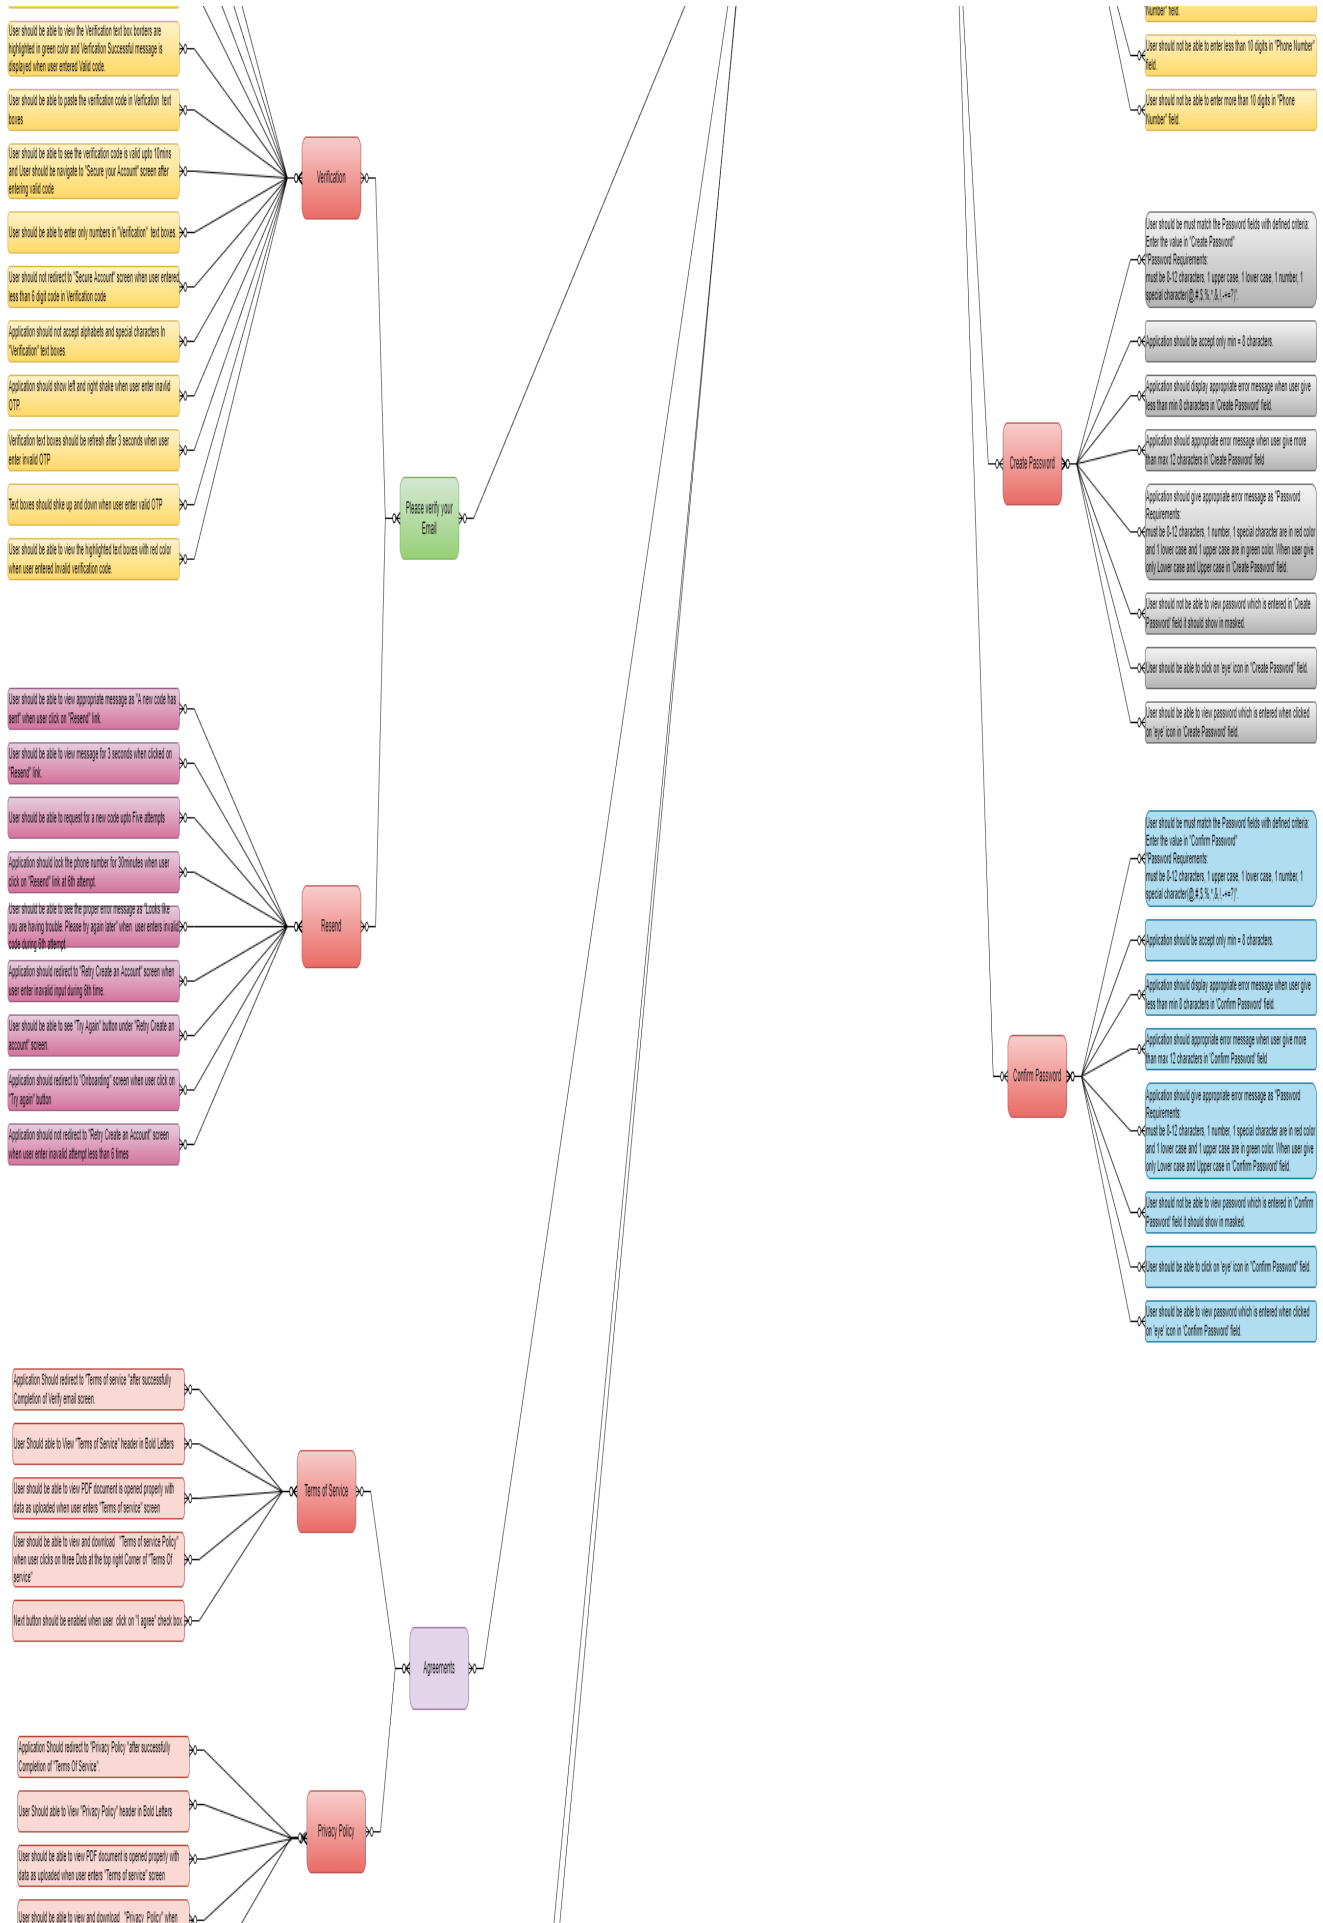 User should be able to view the Verification text box borders are
highlighted in green color and Verification Successful message is
displayed when user entered Valid code.
User should be able to paste the verification code in Verification text
boxes
User should be able to see the verification code is valid upto 10mins
and User should be navigate to "Secure your Account" screen after
entering valid code
User should be able to enter only numbers in "Verification" text boxes.
User should not redirect to "Secure Account" screen when user entered
less than 6 digit code in Verification code
Application should not accept alphabets and special characters In
"Verification" text boxes.
Application should show left and right shake when user enter inavlid
OTP.
Verification text boxes should be refresh after 3 seconds when user
enter invalid OTP
Text boxes should shke up and down when user enter valid OTP
User should be able to view the highlighted text boxes with red color
when user entered Invalid verification code.
Verification
Please verify your
Email
User should be able to view appropriate message as "A new code has
sent" when user click on "Resend" link.
User should be able to view message for 3 seconds when clicked on
"Resend" link.
User should be able to request for a new code upto Five attempts
Application should lock the phone number for 30minutes when user
click on "Resend" link at 6th attempt.
User should be able to see the proper error message as "Looks like
you are having trouble. Please try again later" when user enters invalid
code during 6th attempt.
Application should redirect to "Retry Create an Account" screen when
user enter inavalid input during 6th time.
User should be able to see "Try Again" button under "Retry Create an
account" screen.
Application should redirect to "Onboarding" screen when user click on
"Try again" button
Application should not redirect to "Retry Create an Account" screen
when user enter inavalid attempt less than 6 times
Resend
Application Should redirect to "Terms of service "after successfully
Completion of Verify email screen.
User Should able to View "Terms of Service" header in Bold Letters
User should be able to view PDF document is opened properly with
data as uploaded when user enters "Terms of service" screen
User should be able to view and download "Terms of service Policy"
when user clicks on three Dots at the top right Corner of "Terms Of
service"
Next button should be enabled when user click on "I agree" check box.
Terms of Service
Agreements
Application Should redirect to "Privacy Policy "after successfully
Completion of "Terms Of Service".
User Should able to View "Privacy Policy" header in Bold Letters
User should be able to view PDF document is opened properly with
data as uploaded when user enters "Terms of service" screen
User should be able to view and download "Privacy Policy" when
Privacy Policy
Number" field.
User should not be able to enter less than 10 digits in "Phone Number"
field.
User should not be able to enter more than 10 digits in "Phone
Number" field.
User should be must match the Password fields with defined criteria:
Enter the value in "Create Password"
"Password Requirements:
must be 8-12 characters, 1 upper case, 1 lower case, 1 number, 1
Application should be accept only min = 8 characters.
Application should display appropriate error message when user give
less than min 8 characters in 'Create Password' field.
Application should appropriate error message when user give more
than max 12 characters in 'Create Password' field
Application should give appropriate error message as "Password
Requirements:
must be 8-12 characters, 1 number, 1 special character are in red color
and 1 lower case and 1 upper case are in green color. When user give
only Lower case and Upper case in 'Create Password' field.
User should not be able to view password which is entered in 'Create
Password' field it should show in masked.
User should be able to click on 'eye' icon in "Create Password" field.
User should be able to view password which is entered when clicked
on 'eye' icon in 'Create Password' field.
Create Password
User should be must match the Password fields with defined criteria:
Enter the value in "Confirm Password"
"Password Requirements:
must be 8-12 characters, 1 upper case, 1 lower case, 1 number, 1
Application should be accept only min = 8 characters.
Application should display appropriate error message when user give
less than min 8 characters in 'Confirm Password' field.
Application should appropriate error message when user give more
than max 12 characters in 'Confirm Password' field
Application should give appropriate error message as "Password
Requirements:
must be 8-12 characters, 1 number, 1 special character are in red color
and 1 lower case and 1 upper case are in green color. When user give
only Lower case and Upper case in 'Confirm Password' field.
User should not be able to view password which is entered in 'Confirm
Password' field it should show in masked.
User should be able to click on 'eye' icon in "Confirm Password" field.
User should be able to view password which is entered when clicked
on 'eye' icon in 'Confirm Password' field.
Confirm Password